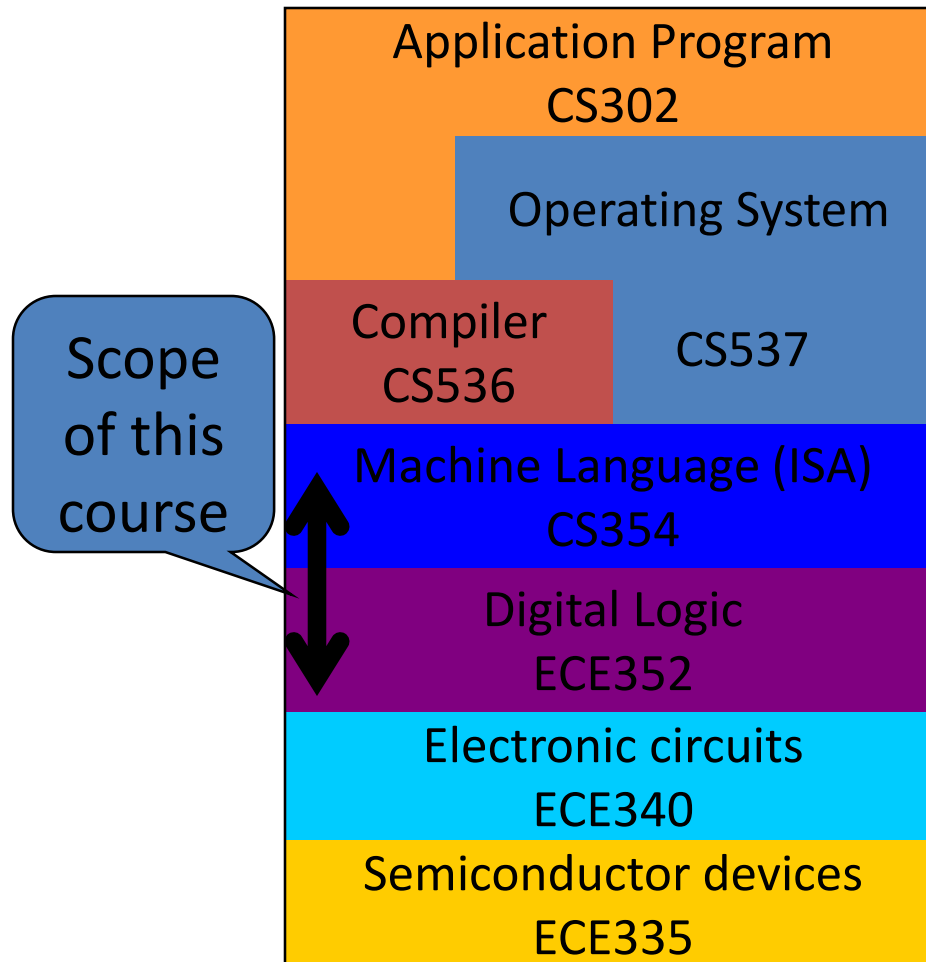 Application Program
CS302
Operating System
Compiler
CS536
CS537
Scope
of this
course
Machine Language (ISA)
CS354
Digital Logic
ECE352
Electronic circuits
ECE340
Semiconductor devices
ECE335